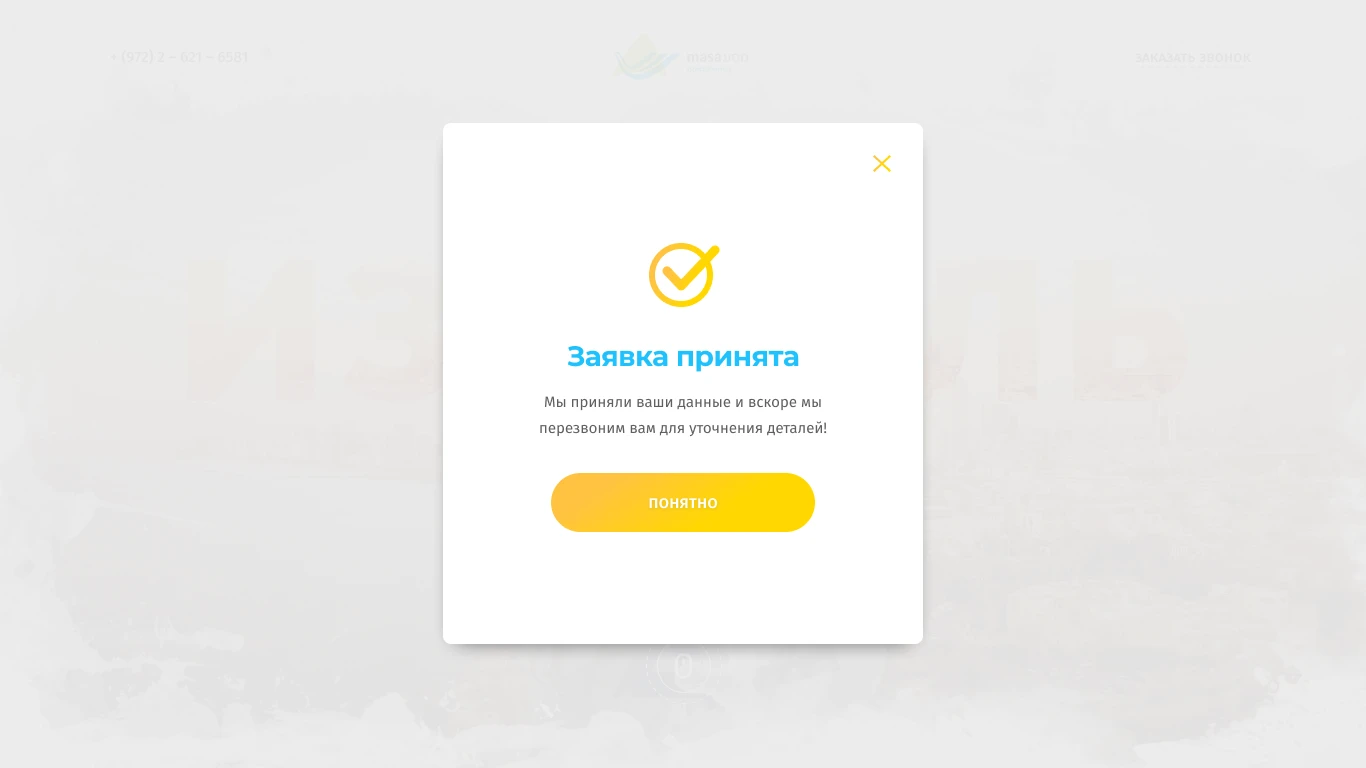 + (972) 2 – 621 – 6581
ЗАКАЗАТЬ ЗВОНОК
Заявка принята
Мы приняли ваши данные и вскоре мы
перезвоним вам для уточнения деталей!
ПОНЯТНО